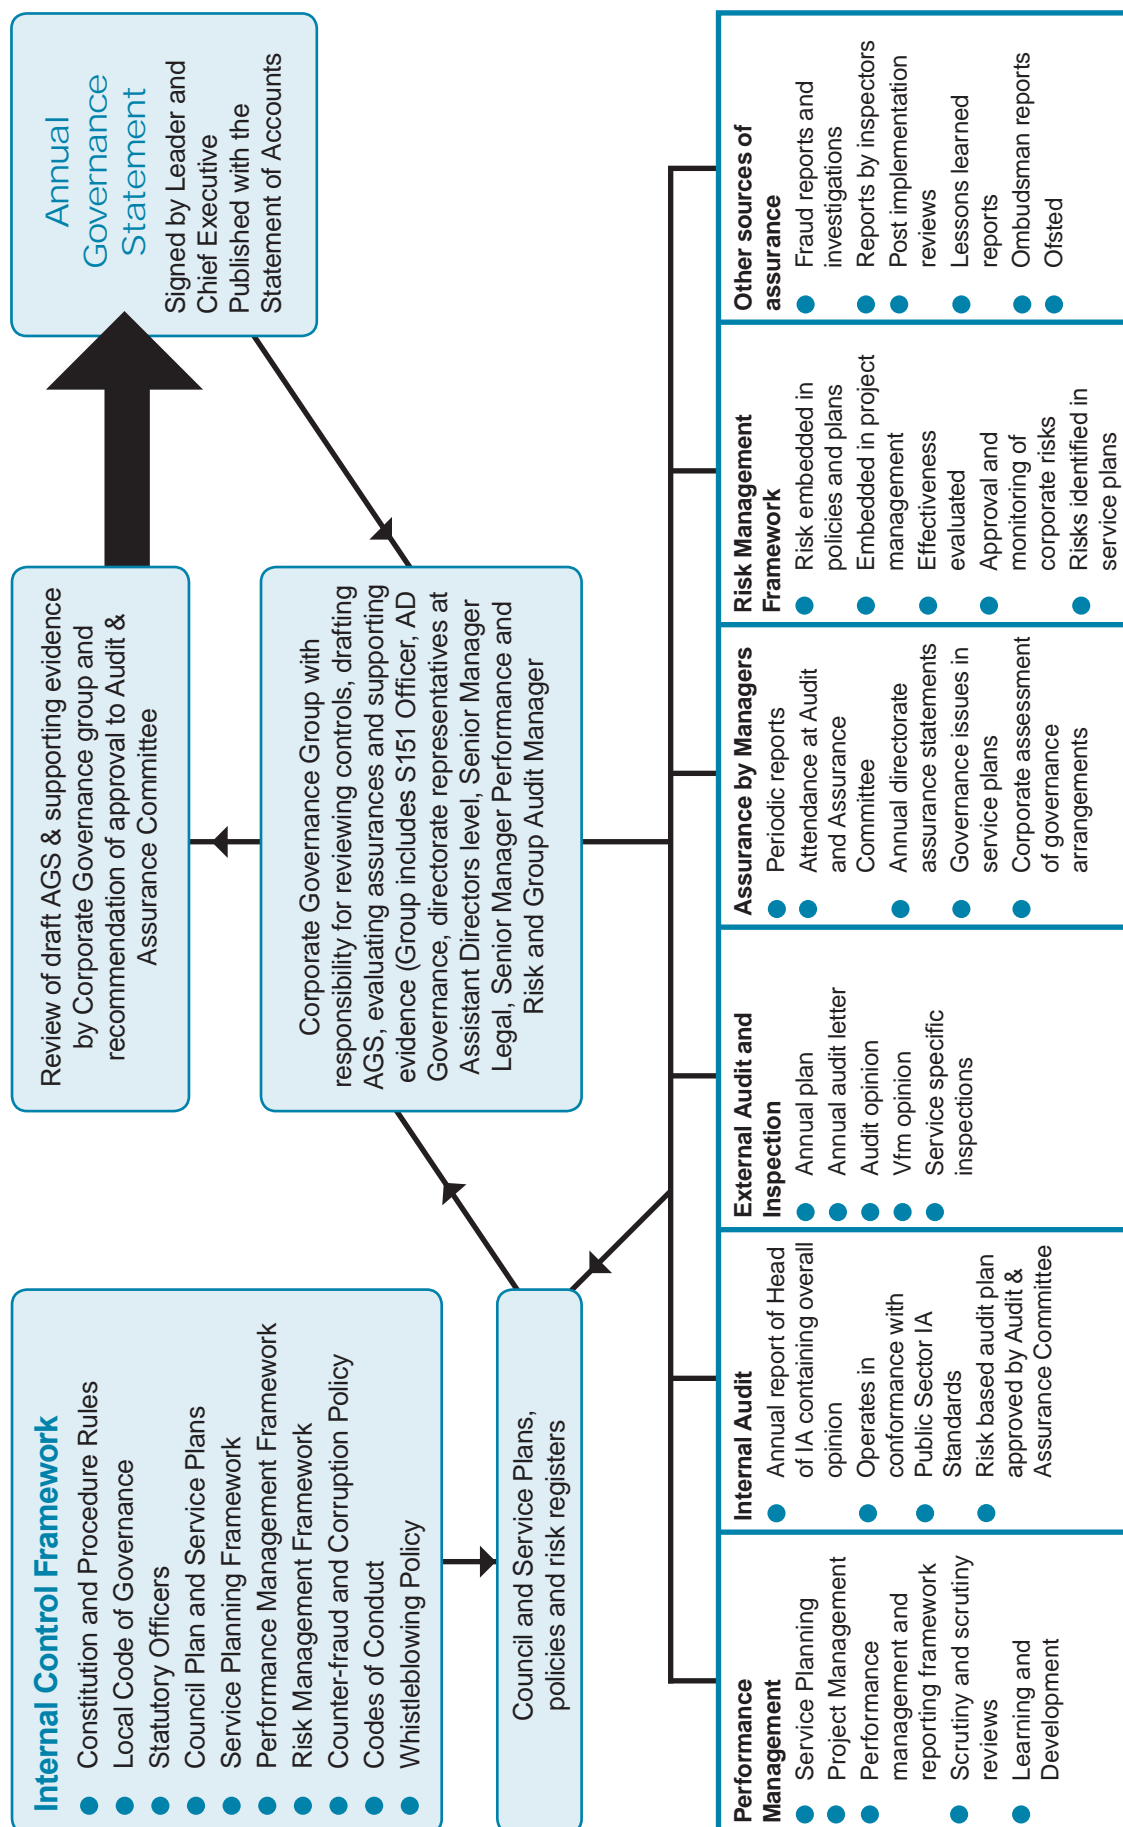 Internal Control Framework
Constitution and Procedure Rules
Local Code of Governance
Statutory Officers
Council Plan and Service Plans
Service Planning Framework
Performance Management Framework
Risk Management Framework
Counter-fraud and Corruption Policy
Codes of Conduct
Whistleblowing Policy
Review of draft AGS & supporting evidence
by Corporate Governance group and
recommendation of approval to Audit &
Assurance Committee
Annual
Governance
Statement
Signed by Leader and
Chief Executive
Published with the
Statement of Accounts
Council and Service Plans,
policies and risk registers
Corporate Governance Group with
responsibility for reviewing controls, drafting
AGS, evaluating assurances and supporting
evidence (Group includes S151 Officer, AD
Governance, directorate representatives at
Assistant Directors level, Senior Manager
Legal, Senior Manager Performance and
Risk and Group Audit Manager
Performance
Management
Service Planning
Project Management
Performance
management and
reporting framework
Scrutiny and scrutiny
reviews
Learning and
Development
Internal Audit
Annual report of Head
of IA containing overall
opinion
Operates in
conformance with
Public Sector IA
Standards
Risk based audit plan
approved by Audit &
Assurance Committee
External Audit and
Inspection
Annual plan
Annual audit letter
Audit opinion
Vfm opinion
Service specific
inspections
Assurance by Managers
Periodic reports
Attendance at Audit
and Assurance
Committee
Annual directorate
assurance statements
Governance issues in
service plans
Corporate assessment
of governance
arrangements
Risk Management
Framework
Risk embedded in
policies and plans
Embedded in project
management
Effectiveness
evaluated
Approval and
monitoring of
corporate risks
Risks identified in
service plans
Other sources of
assurance
Fraud reports and
investigations
Reports by inspectors
Post implementation
reviews
Lessons learned
reports
Ombudsman reports
Ofsted